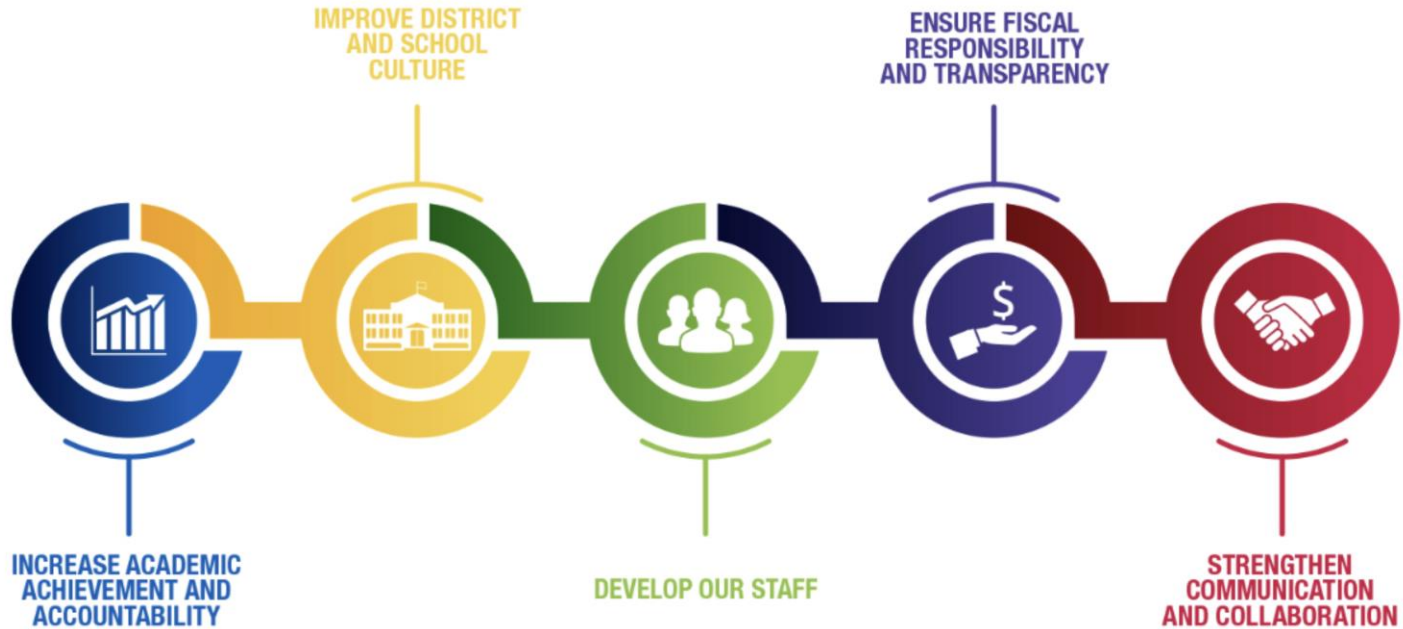 IMPROVE DISTRICT
AND SCHOOL
CULTURE
ENSURE FISCAL
RESPONSIBILITY
AND TRANSPARENCY
$
INCREASE ACADEMIC
ACHIEVEMENT AND
ACCOUNTABILITY
DEVELOP OUR STAFF
STRENGTHEN
COMMUNICATION
AND COLLABORATION